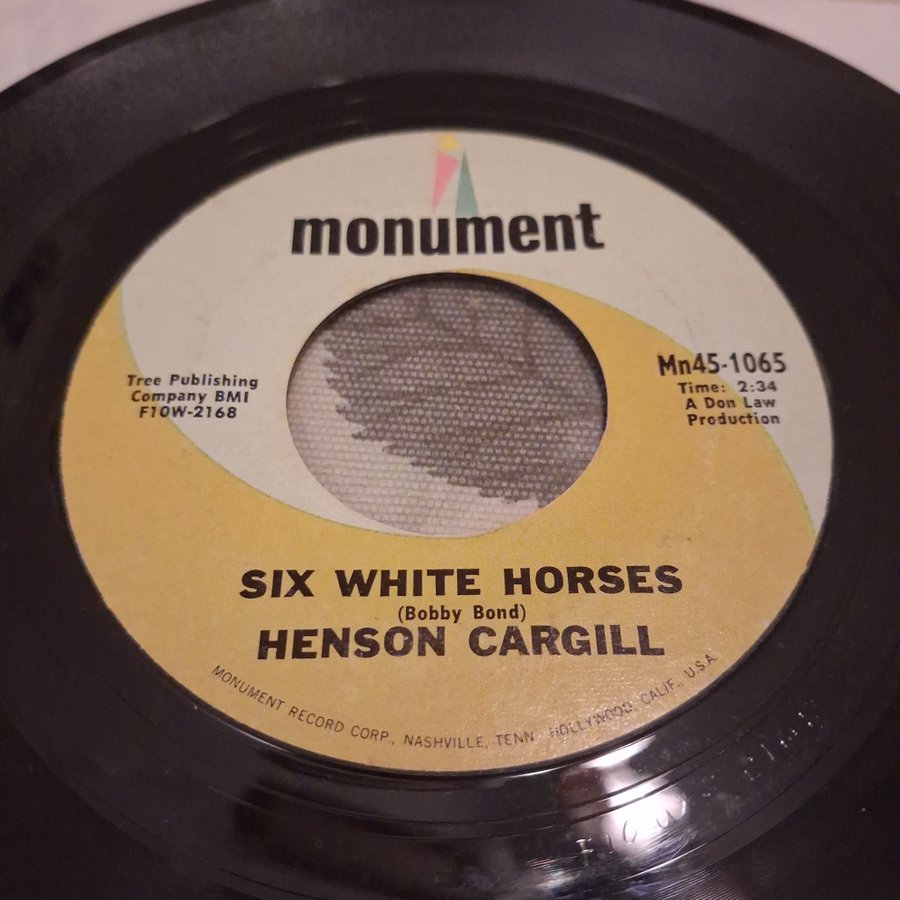 monument
Tree Publishing
Company BMI
F10W-2168
Mn45-1065
Time: 2:34
A Don Law
Production
SIX WHITE HORSES
(Bobby Bond)
HENSON CARGILL
MONUMENT RECORD CORP., NASHVILLE, TENN. HOLLYWOOD, CALIF., U.S.A.